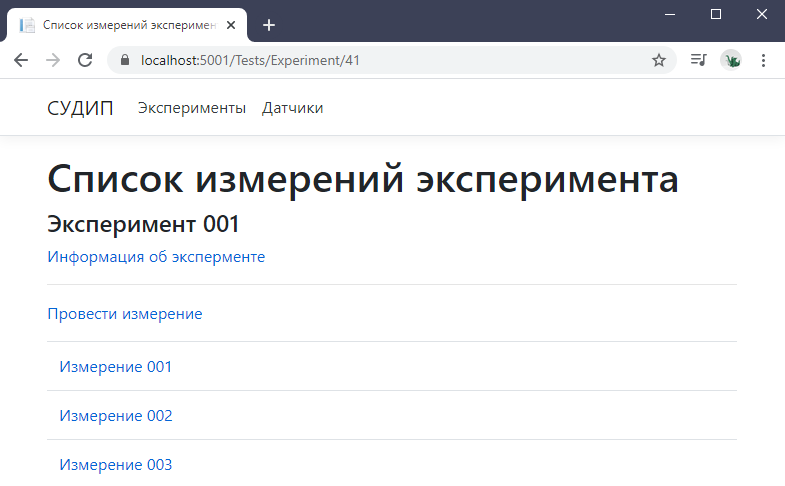 Список измерений эксперимен
localhost:5001/Tests/Experiment/41
СУДИП Эксперименты Датчики
Список измерений эксперимента
Эксперимент 001
Информация об эксперменте
Провести измерение
Измерение 001
Измерение 002
Измерение 003